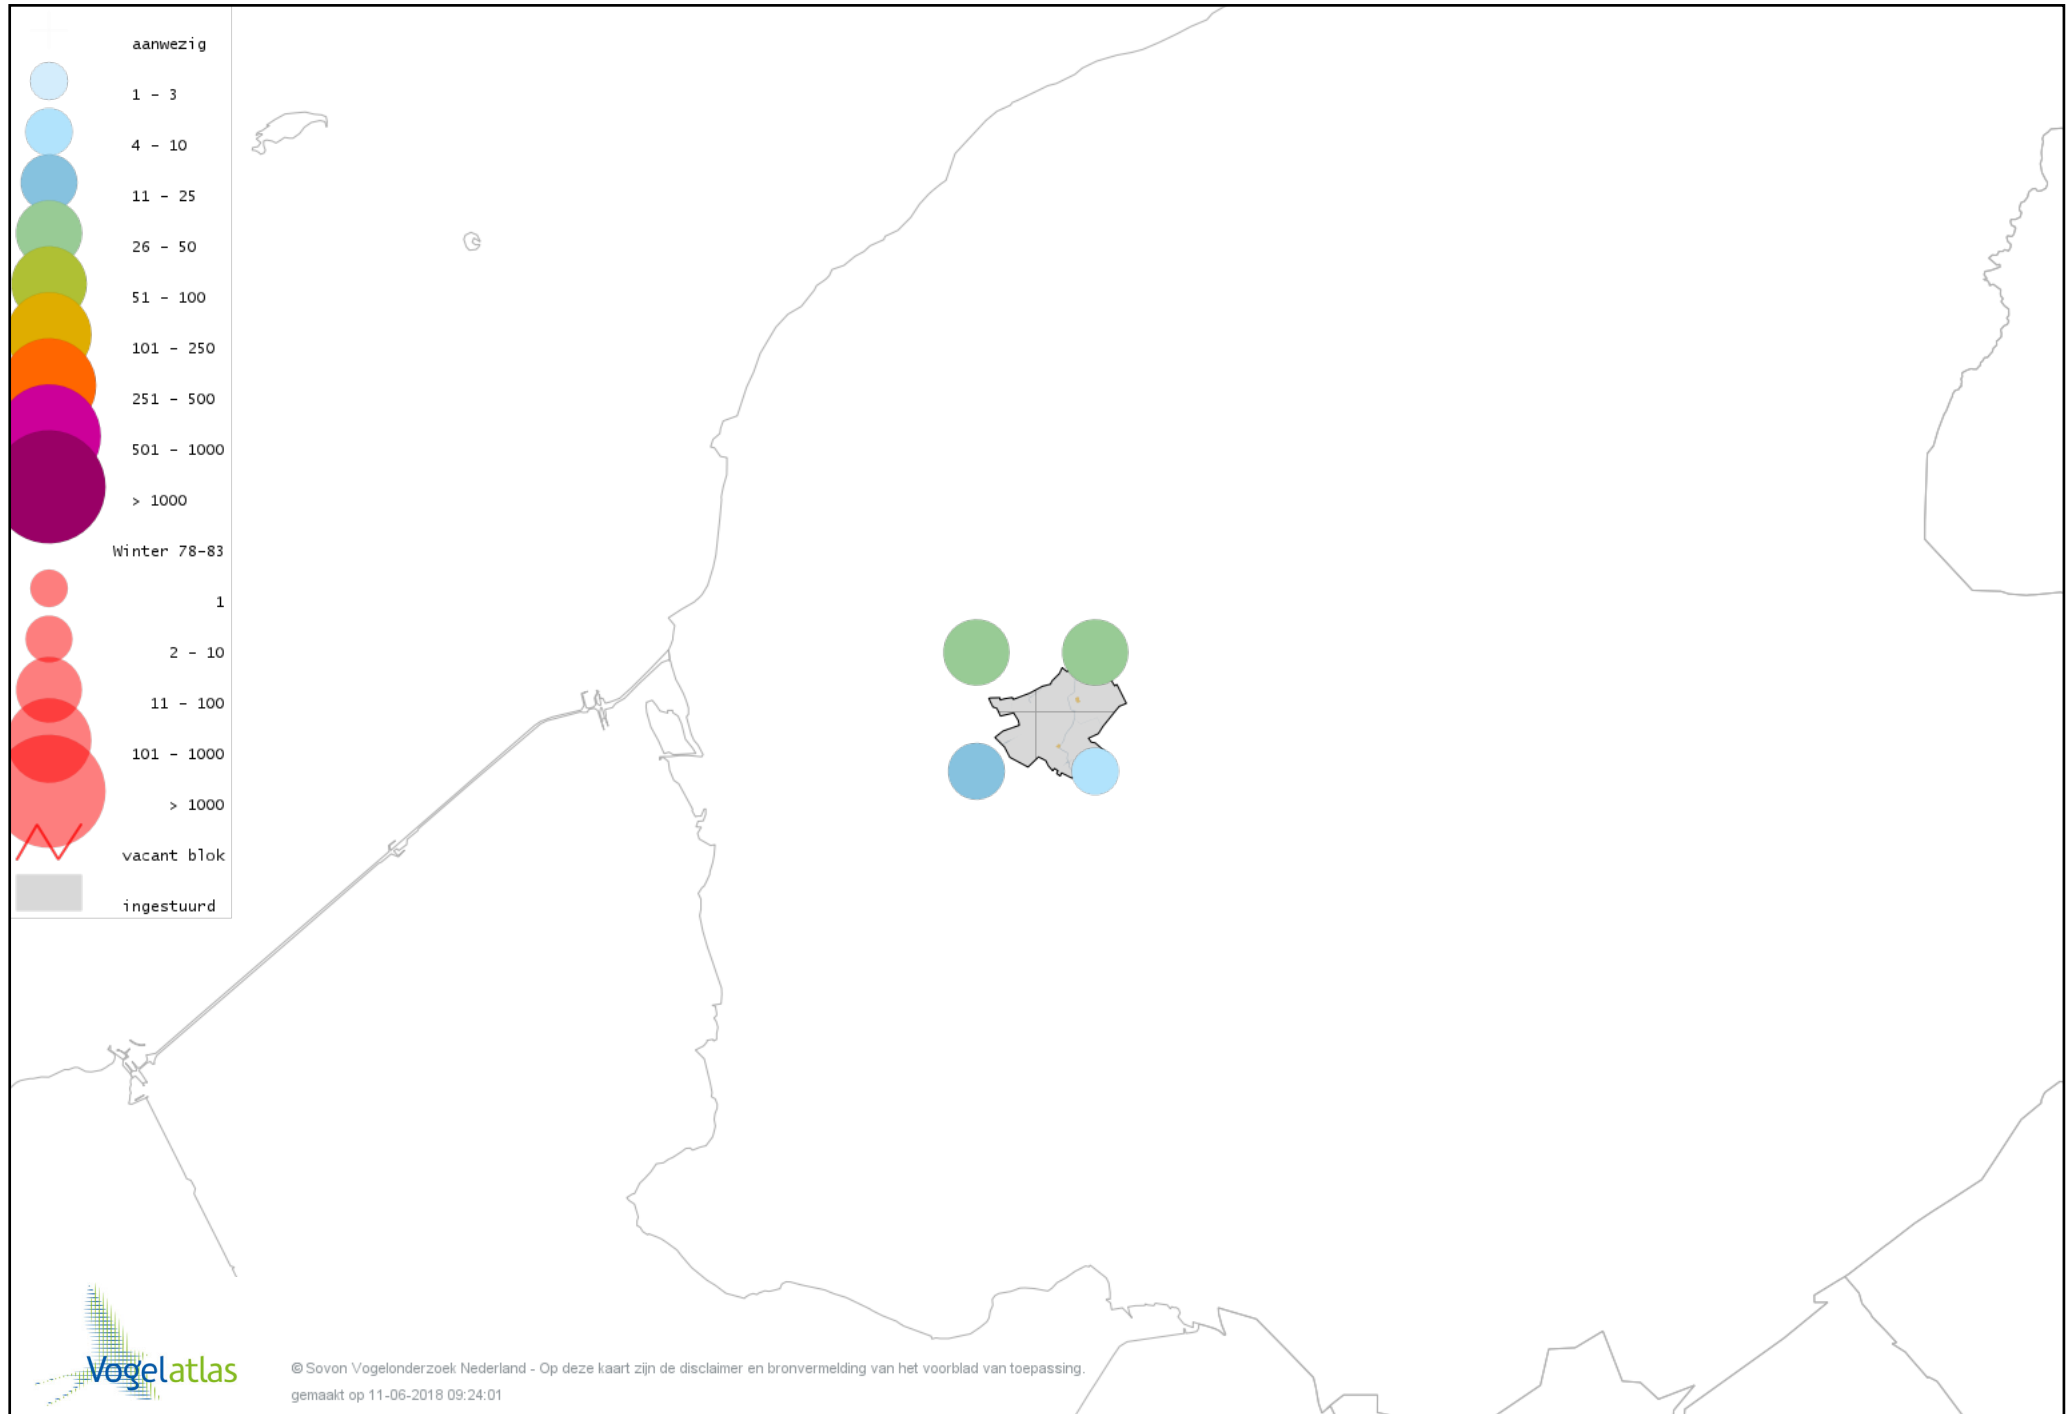 aanwezig
1 - 3
4 - 10
11 - 25
26 - 50
51 - 100
101 - 250
251 - 500
501 - 1000
> 1000
Winter 78-83
1
2 - 10
11 - 100
101 - 1000
> 1000
vacant blok
ingestuurd
Vogelatlas
© Sovon Vogelonderzoek Nederland - Op deze kaart zijn de disclaimer en bronvermelding van het voorblad van toepassing.
gemaakt op 11-06-2018 09:24:01